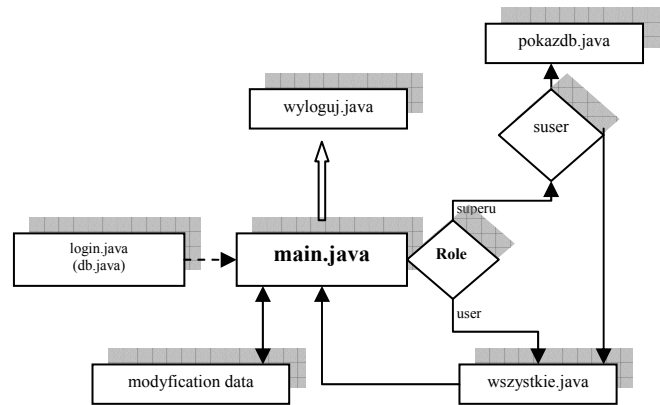 pokazdb.java
wyloguj.java
suser
superu
login.java
(db.java)
main.java
Role
user
modyfication data
wszystkie.java